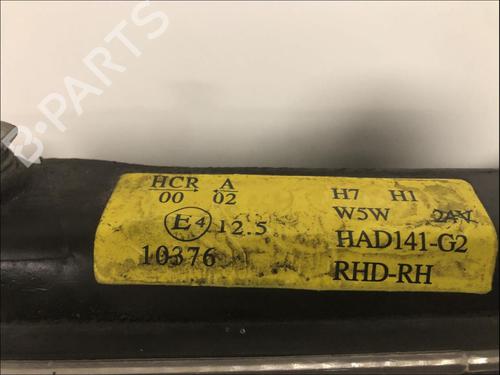 B-PARTS
HCR A H7 H1
00 02 W5W 24V
E4 12.5 HAD141-G2
10376 RHD-RH